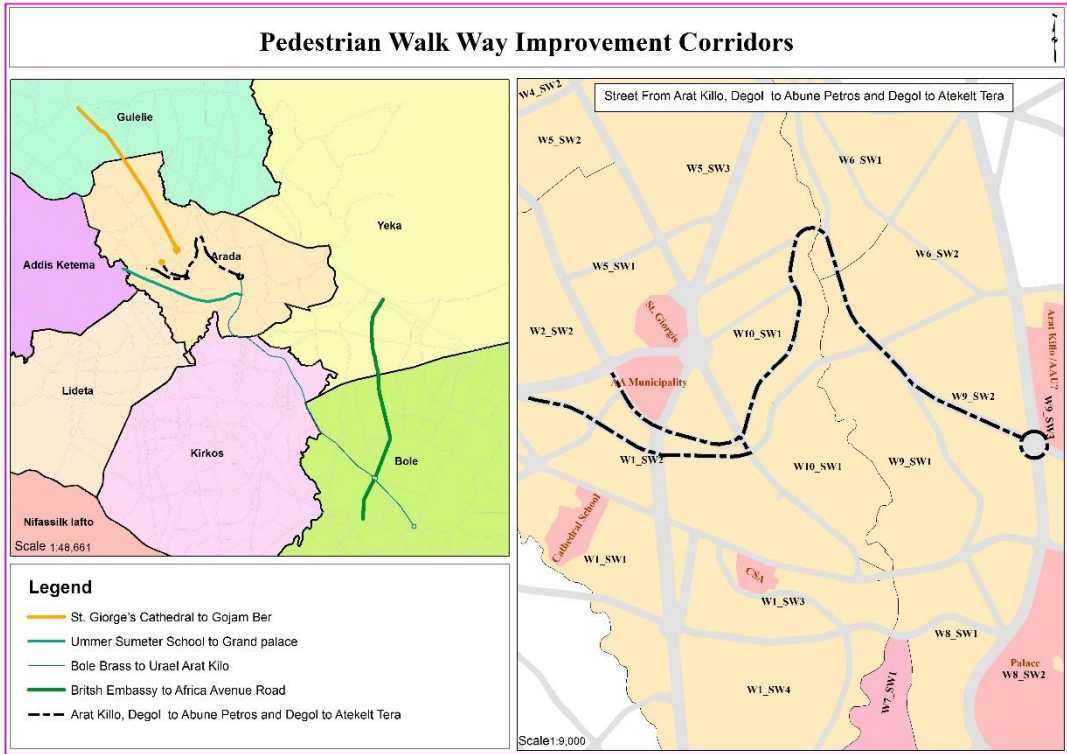 Pedestrian Walk Way Improvement Corridors
Gulelie
Yeka
Arada
Addis Ketema
Lideta
Kirkos
Bole
Nifassilk lafto
Scale 1:48,661
Legend
St. Giorge's Cathedral to Gojam Ber
Ummer Sumeter School to Grand palace
Bole Brass to Urael Arat Kilo
Britsh Embassy to Africa Avenue Road
Arat Killo, Degol to Abune Petros and Degol to Atekelt Tera
Street From Arat Killo, Degol to Abune Petros and Degol to Atekelt Tera
W4_SW2
W5_SW2
W5_SW3
W6_SW1
W6_SW2
W5_SW1
St. Giorgis
W2_SW2
W10_SW1
AA Municipality
Arat Killo /AAU?
W9_SW3
W9_SW2
W1_SW2
W10_SW1
W9_SW1
Cathedral School
W1_SW1
CSA
W1_SW3
W8_SW1
Palace
W8_SW2
W7_SW1
W1_SW4
Scale1:9,000